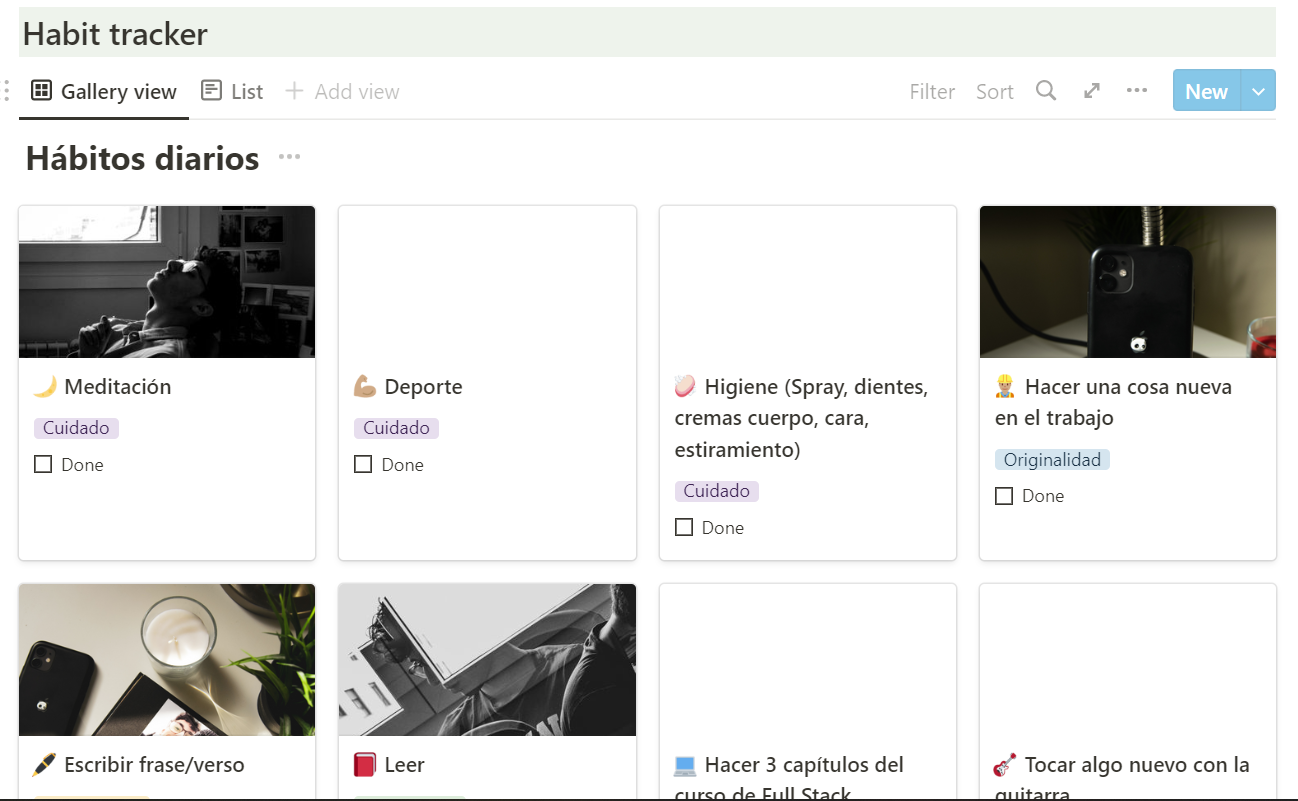 Habit tracker
Gallery view List Add view Filter Sort New
Hábitos diarios
Meditación
Cuidado
Done
Deporte
Cuidado
Done
Higiene (Spray, dientes,
cremas cuerpo, cara,
estiramiento)
Cuidado
Done
Hacer una cosa nueva
en el trabajo
Originalidad
Done
Escribir frase/verso
Leer
Hacer 3 capítulos del
curso de Full Stack
Tocar algo nuevo con la
guitarra